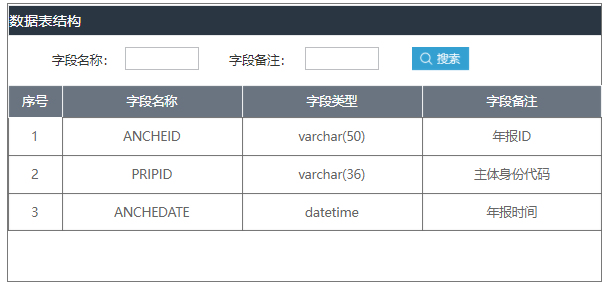 数据表结构
字段名称： 字段备注： 搜索
序号 字段名称 字段类型 字段备注
1 ANCHEID varchar(50) 年报ID
2 PRIPID varchar(36) 主体身份代码
3 ANCHEDATE datetime 年报时间